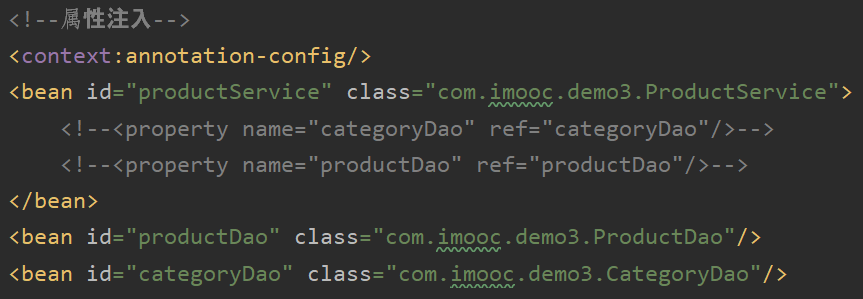 <!--属性注入-->
<context:annotation-config/>
<bean id="productService" class="com.imooc.demo3.ProductService">
    <!--<property name="categoryDao" ref="categoryDao"/>-->
    <!--<property name="productDao" ref="productDao"/>-->
</bean>
<bean id="productDao" class="com.imooc.demo3.ProductDao"/>
<bean id="categoryDao" class="com.imooc.demo3.CategoryDao"/>